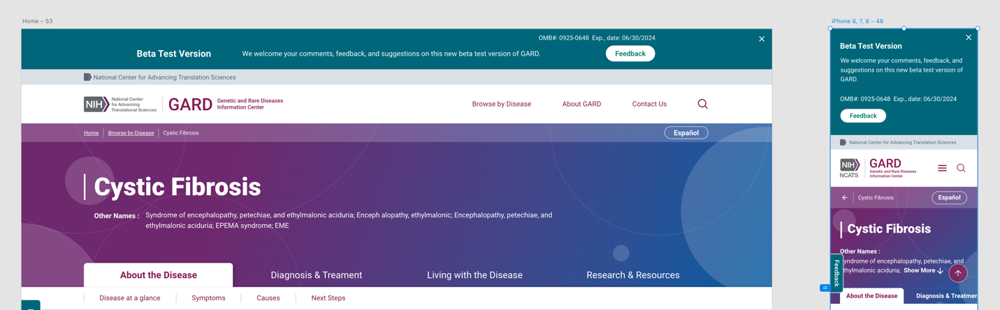 Home – 53
OMB#: 0925-0648 Exp., date: 06/30/2024
Beta Test Version
We welcome your comments, feedback, and suggestions on this new beta test version of GARD.
Feedback
National Center for Advancing Translation Sciences
NIH
National Center
for Advancing
Translational Sciences
GARD
Genetic and Rare Diseases
Information Center
Browse by Disease
About GARD
Contact Us
Home
Browse by Disease
Cystic Fibrosis
Español
Cystic Fibrosis
Other Names :
Syndrome of encephalopathy, petechiae, and ethylmalonic aciduria; Enceph alopathy, ethylmalonic; Encephalopathy, petechiae, and
ethylmalonic aciduria; EPEMA syndrome; EME
About the Disease
Diagnosis & Treament
Living with the Disease
Research & Resources
Disease at a glance
Symptoms
Causes
Next Steps
iPhone 6, 7, 8 – 48
Beta Test Version
We welcome your comments, feedback, and
suggestions on this new beta test version of
GARD.
OMB#: 0925-0648 Exp., date: 06/30/2024
Feedback
National Center for Advancing Translation Sciences
NIH
NCATS
GARD
Genetic and Rare Diseases
Information Center
Cystic Fibrosis
Español
Cystic Fibrosis
Other Names :
yndrome of encephalopathy, petechiae, and
thylmalonic aciduria; Show More
Feedback
About the Disease
Diagnosis & Treamen